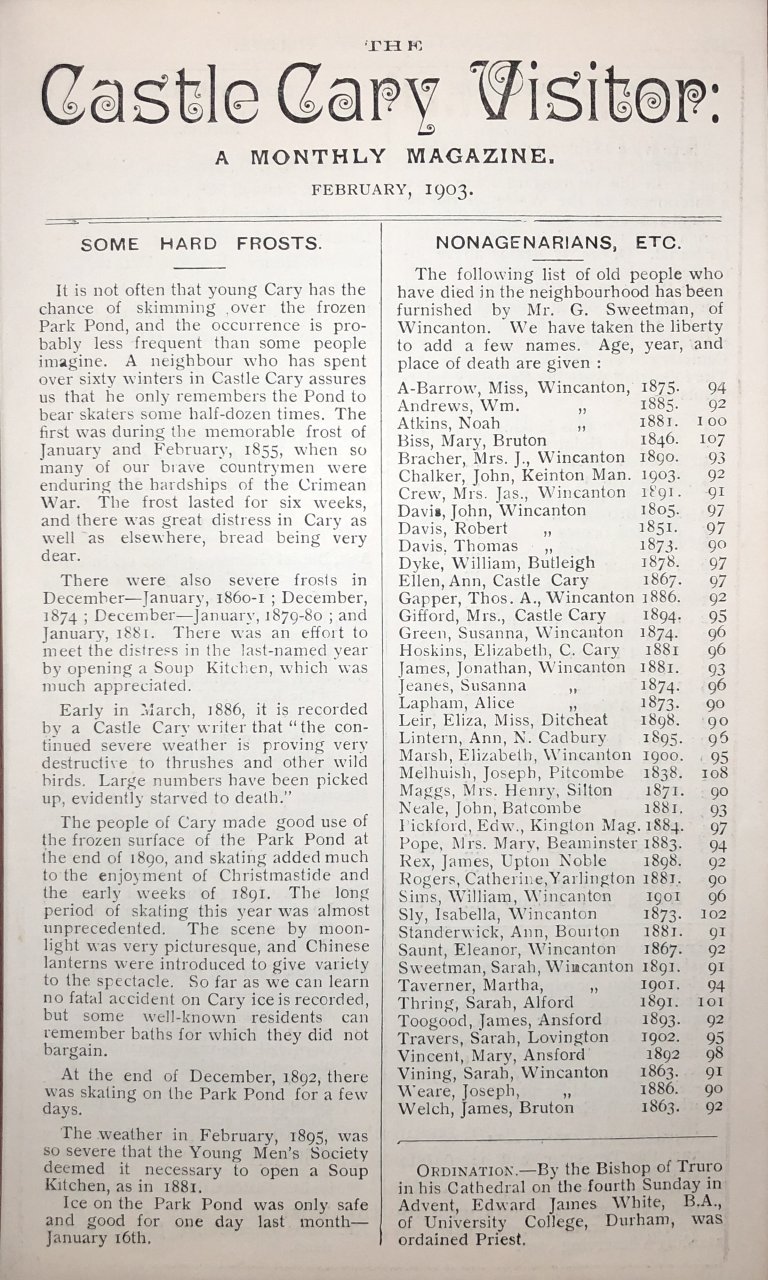 THE
Castle Cary Visitor:
A MONTHLY MAGAZINE.
FEBRUARY, 1903.
SOME HARD FROSTS.
It is not often that young Cary has the
chance of skimming over the frozen
Park Pond, and the occurrence is pro-
bably less frequent than some people
imagine. A neighbour who has spent
over sixty winters in Castle Cary assures
us that he only remembers the Pond to
bear skaters some half-dozen times. The
first was during the memorable frost of
January and February, 1855, when so
many of our brave countrymen were
enduring the hardships of the Crimean
War. The frost lasted for six weeks,
and there was great distress in Cary as
well as elsewhere, bread being very
dear.
There were also severe frosts in
December—January, 1860-1 ; December,
1874 ; December—January, 1879-80 ; and
January, 1881. There was an effort to
meet the distress in the last-named year
by opening a Soup Kitchen, which was
much appreciated.
Early in March, 1886, it is recorded
by a Castle Cary writer that "the con-
tinued severe weather is proving very
destructive to thrushes and other wild
birds. Large numbers have been picked
up, evidently starved to death."
The people of Cary made good use of
the frozen surface of the Park Pond at
the end of 1890, and skating added much
to the enjoyment of Christmastide and
the early weeks of 1891. The long
period of skating this year was almost
unprecedented. The scene by moon-
light was very picturesque, and Chinese
lanterns were introduced to give variety
to the spectacle. So far as we can learn
no fatal accident on Cary ice is recorded,
but some well-known residents can
remember baths for which they did not
bargain.
At the end of December, 1892, there
was skating on the Park Pond for a few
days.
The weather in February, 1895, was
so severe that the Young Men's Society
deemed it necessary to open a Soup
Kitchen, as in 1881.
Ice on the Park Pond was only safe
and good for one day last month—
January 16th.
NONAGENARIANS, ETC.
The following list of old people who
have died in the neighbourhood has been
furnished by Mr. G. Sweetman, of
Wincanton. We have taken the liberty
to add a few names. Age, year, and
place of death are given :
A-Barrow, Miss, Wincanton, 1875. 94
Andrews, Wm. „ 1885. 92
Atkins, Noah „ 1881. 100
Biss, Mary, Bruton 1846. 107
Bracher, Mrs. J., Wincanton 1890. 93
Chalker, John, Keinton Man. 1903. 92
Crew, Mrs. Jas., Wincanton 1891. 91
Davis, John, Wincanton 1805. 97
Davis, Robert „ 1851. 97
Davis, Thomas „ 1873. 90
Dyke, William, Butleigh 1878. 97
Ellen, Ann, Castle Cary 1867. 97
Gapper, Thos. A., Wincanton 1886. 92
Gifford, Mrs., Castle Cary 1894. 95
Green, Susanna, Wincanton 1874. 96
Hoskins, Elizabeth, C. Cary 1881 96
James, Jonathan, Wincanton 1881. 93
Jeanes, Susanna „ 1874. 96
Lapham, Alice „ 1873. 90
Leir, Eliza, Miss, Ditcheat 1898. 90
Lintern, Ann, N. Cadbury 1895. 96
Marsh, Elizabeth, Wincanton 1900. 95
Melhuish, Joseph, Pitcombe 1838. 108
Maggs, Mrs. Henry, Silton 1871. 90
Neale, John, Batcombe 1881. 93
Pickford, Edw., Kington Mag. 1884. 97
Pope, Mrs. Mary, Beaminster 1883. 94
Rex, James, Upton Noble 1898. 92
Rogers, Catherine, Yarlington 1881. 90
Sims, William, Wincanton 1901 96
Sly, Isabella, Wincanton 1873. 102
Standerwick, Ann, Bourton 1881. 91
Saunt, Eleanor, Wincanton 1867. 92
Sweetman, Sarah, Wincanton 1891. 91
Taverner, Martha, „ 1901. 94
Thring, Sarah, Alford 1891. 101
Toogood, James, Ansford 1893. 92
Travers, Sarah, Lovington 1902. 95
Vincent, Mary, Ansford 1892 98
Vining, Sarah, Wincanton 1863. 91
Weare, Joseph, „ 1886. 90
Welch, James, Bruton 1863. 92
ORDINATION.—By the Bishop of Truro
in his Cathedral on the fourth Sunday in
Advent, Edward James White, B.A.,
of University College, Durham, was
ordained Priest.